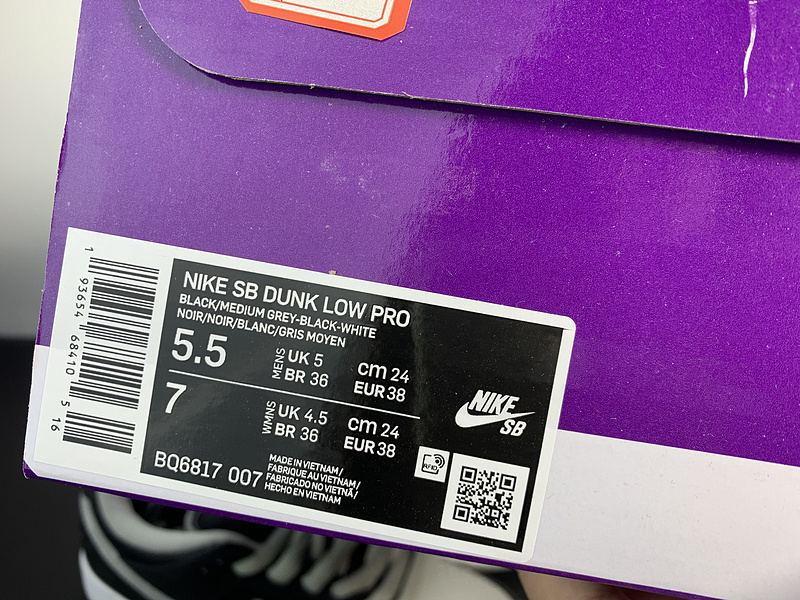 NIKE SB DUNK LOW PRO
BLACK/MEDIUM GREY-BLACK-WHITE
NOIR/NOIR/BLANC/GRIS MOYEN
5.5 MENS UK 5 cm 24
BR 36 EUR 38
7 WMNS UK 4.5 cm 24
BR 36 EUR 38
NIKE
SB
BQ6817 007
MADE IN VIETNAM/
FABRIQUE AU VIETNAM/
FABRICADO NO VIETNÃ/
HECHO EN VIETNAM
RFID
1 93654 68410 5 16